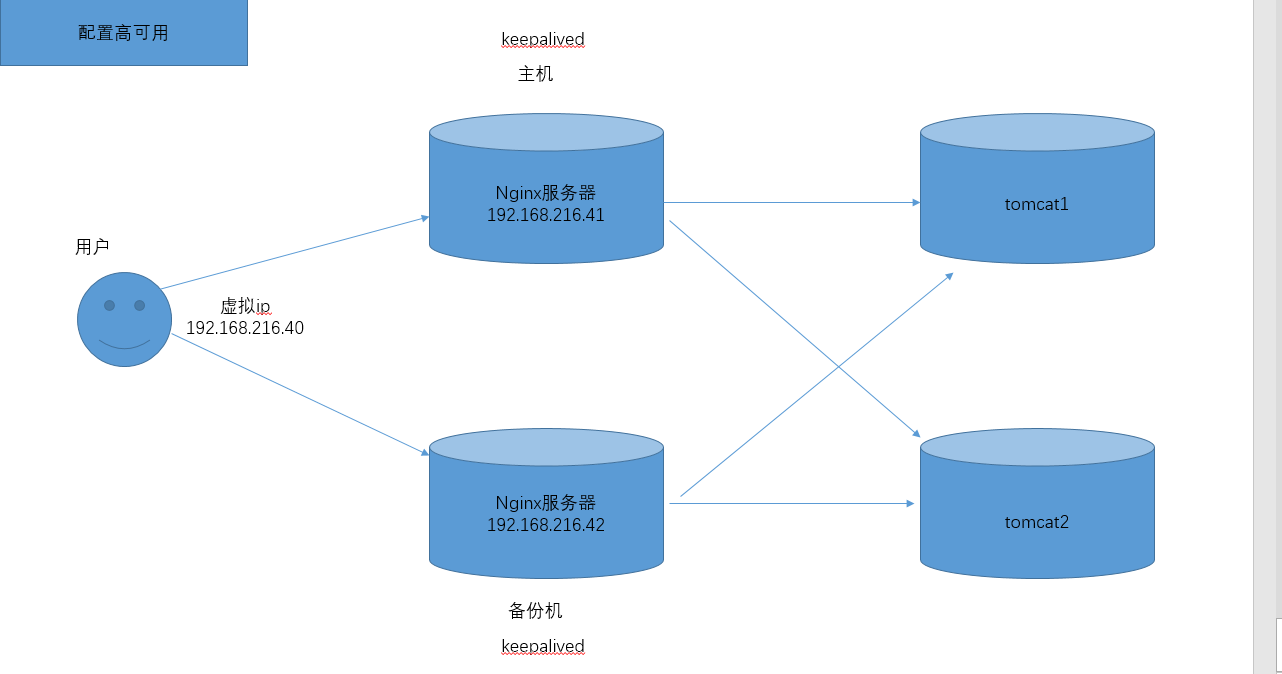 配置高可用
keepalived
主机
Nginx服务器
192.168.216.41
tomcat1
用户
虚拟ip
192.168.216.40
Nginx服务器
192.168.216.42
tomcat2
备份机
keepalived